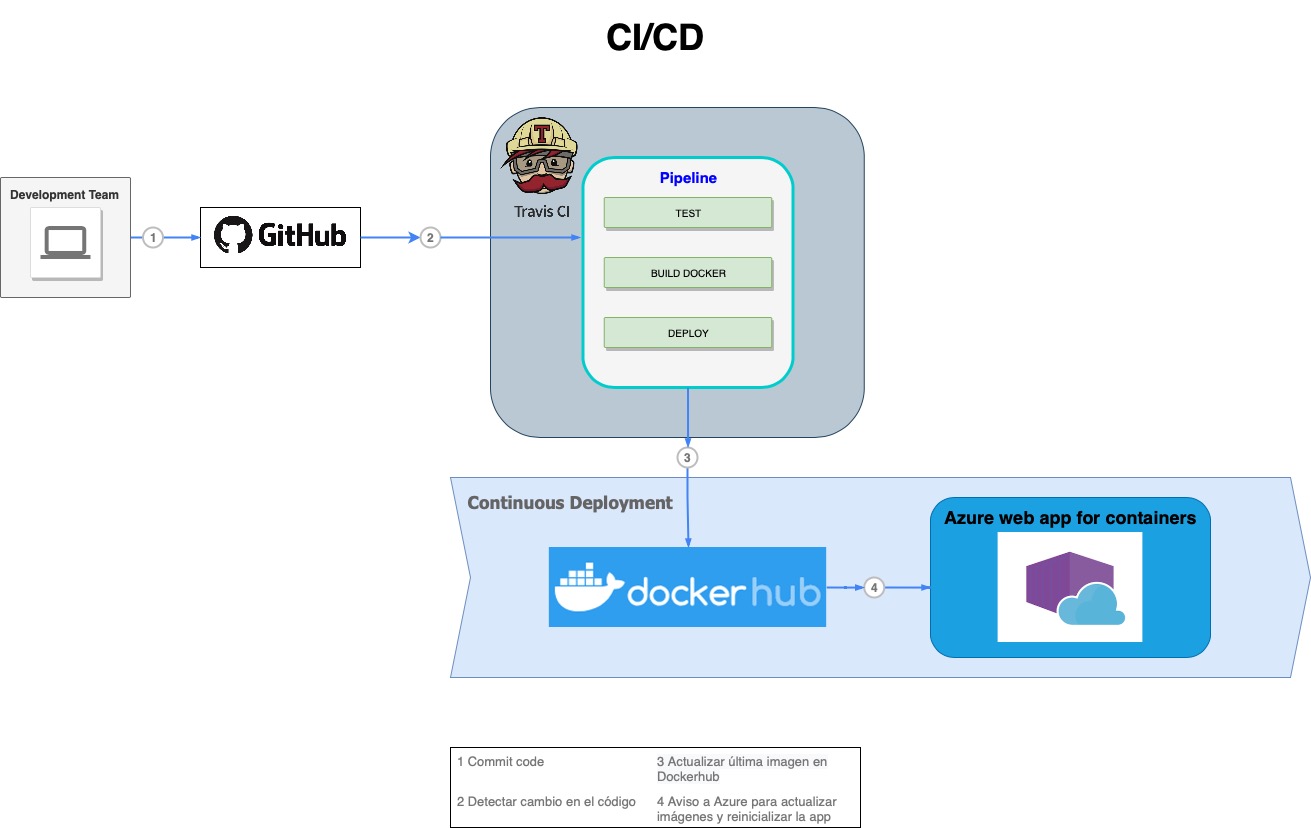 CI/CD
Development Team
1
GitHub
2
T
Travis CI
Pipeline
TEST
BUILD DOCKER
DEPLOY
3
Continuous Deployment
docker hub
4
Azure web app for containers
1 Commit code
2 Detectar cambio en el código
3 Actualizar última imagen en
Dockerhub
4 Aviso a Azure para actualizar
imágenes y reinicializar la app